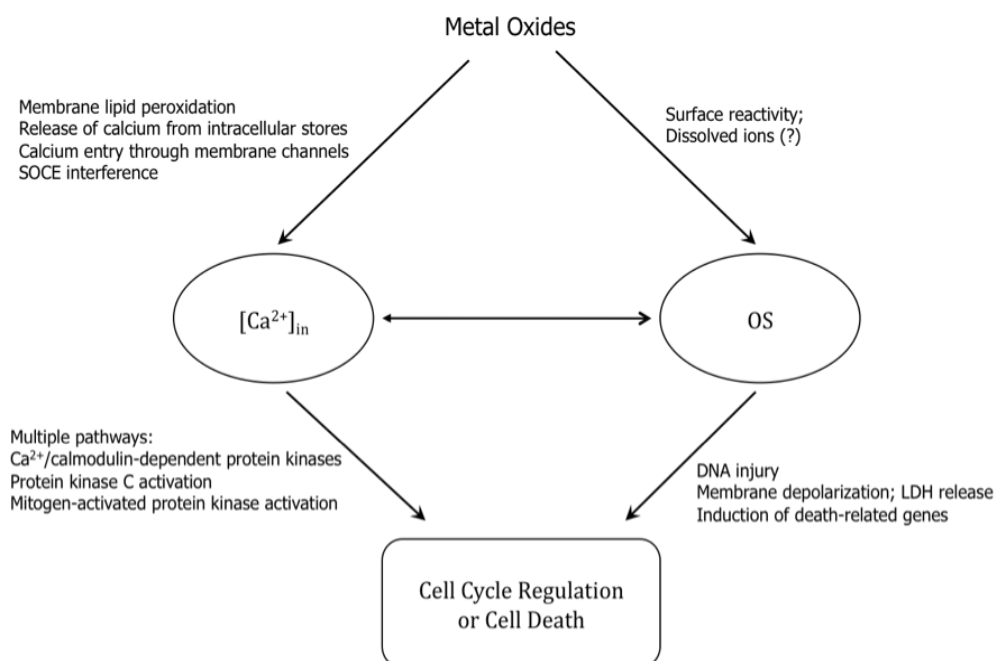 Metal Oxides
Membrane lipid peroxidation
Release of calcium from intracellular stores
Calcium entry through membrane channels
SOCE interference
Surface reactivity;
Dissolved ions (?)
[Ca²⁺]ᵢₙ
OS
Multiple pathways:
Ca²⁺/calmodulin-dependent protein kinases
Protein kinase C activation
Mitogen-activated protein kinase activation
DNA injury
Membrane depolarization; LDH release
Induction of death-related genes
Cell Cycle Regulation
or Cell Death